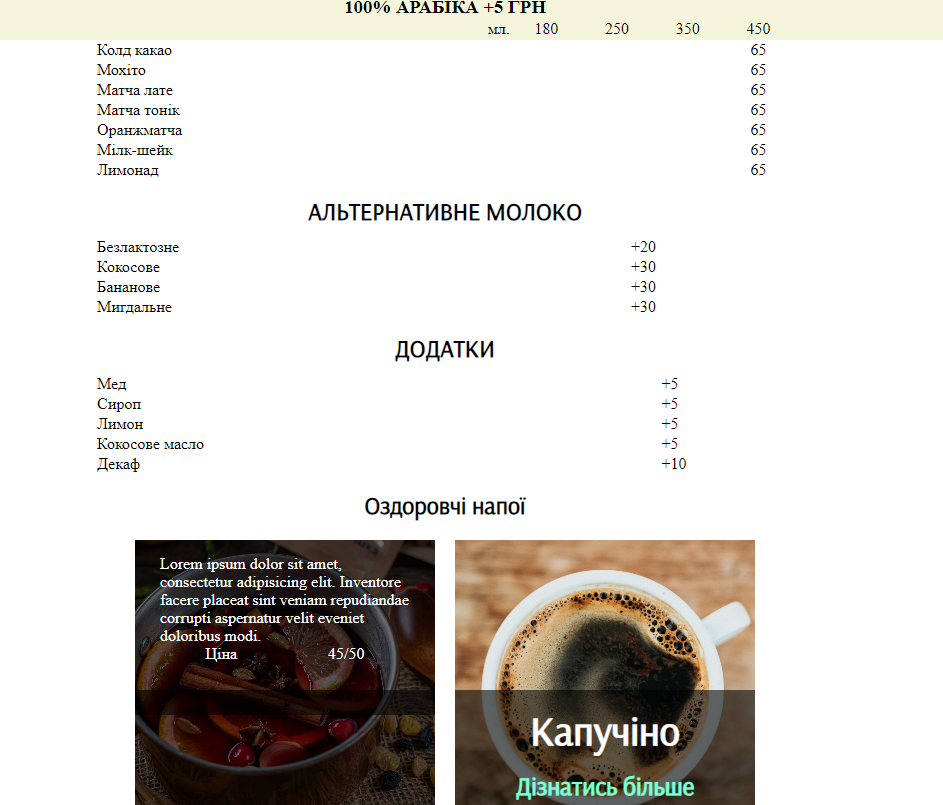 100% АРАБІКА +5 ГРН
мл. 180 250 350 450
Колд какао 65
Мохіто 65
Матча лате 65
Матча тонік 65
Оранжматча 65
Мілк-шейк 65
Лимонад 65
АЛЬТЕРНАТИВНЕ МОЛОКО
Безлактозне +20
Кокосове +30
Бананове +30
Мигдальне +30
ДОДАТКИ
Мед +5
Сироп +5
Лимон +5
Кокосове масло +5
Декаф +10
Оздоровчі напої
Lorem ipsum dolor sit amet,
consectetur adipisicing elit. Inventore
facere placeat sint veniam repudiandae
corrupti aspernatur velit eveniet
doloribus modi.
Ціна 45/50
Капучіно
Дізнатись більше